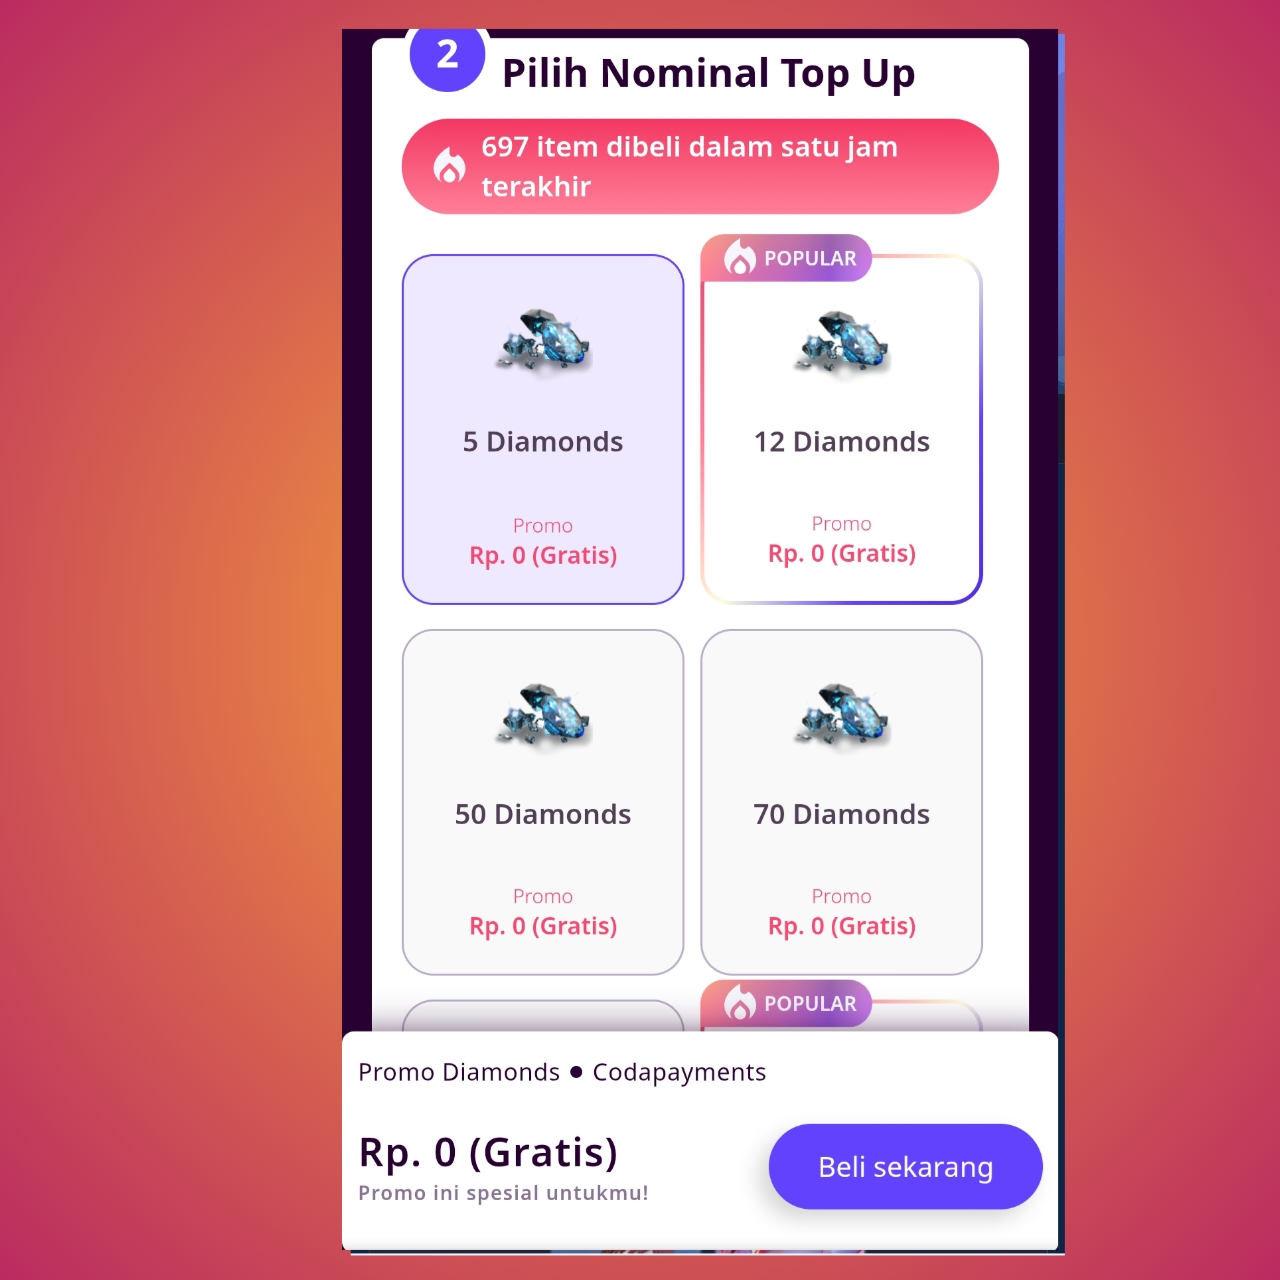 2
Pilih Nominal Top Up
697 item dibeli dalam satu jam
terakhir
POPULAR
5 Diamonds
12 Diamonds
Promo
Rp. 0 (Gratis)
Promo
Rp. 0 (Gratis)
50 Diamonds
70 Diamonds
Promo
Rp. 0 (Gratis)
Promo
Rp. 0 (Gratis)
POPULAR
Promo Diamonds ● Codapayments
Rp. 0 (Gratis)
Promo ini spesial untukmu!
Beli sekarang